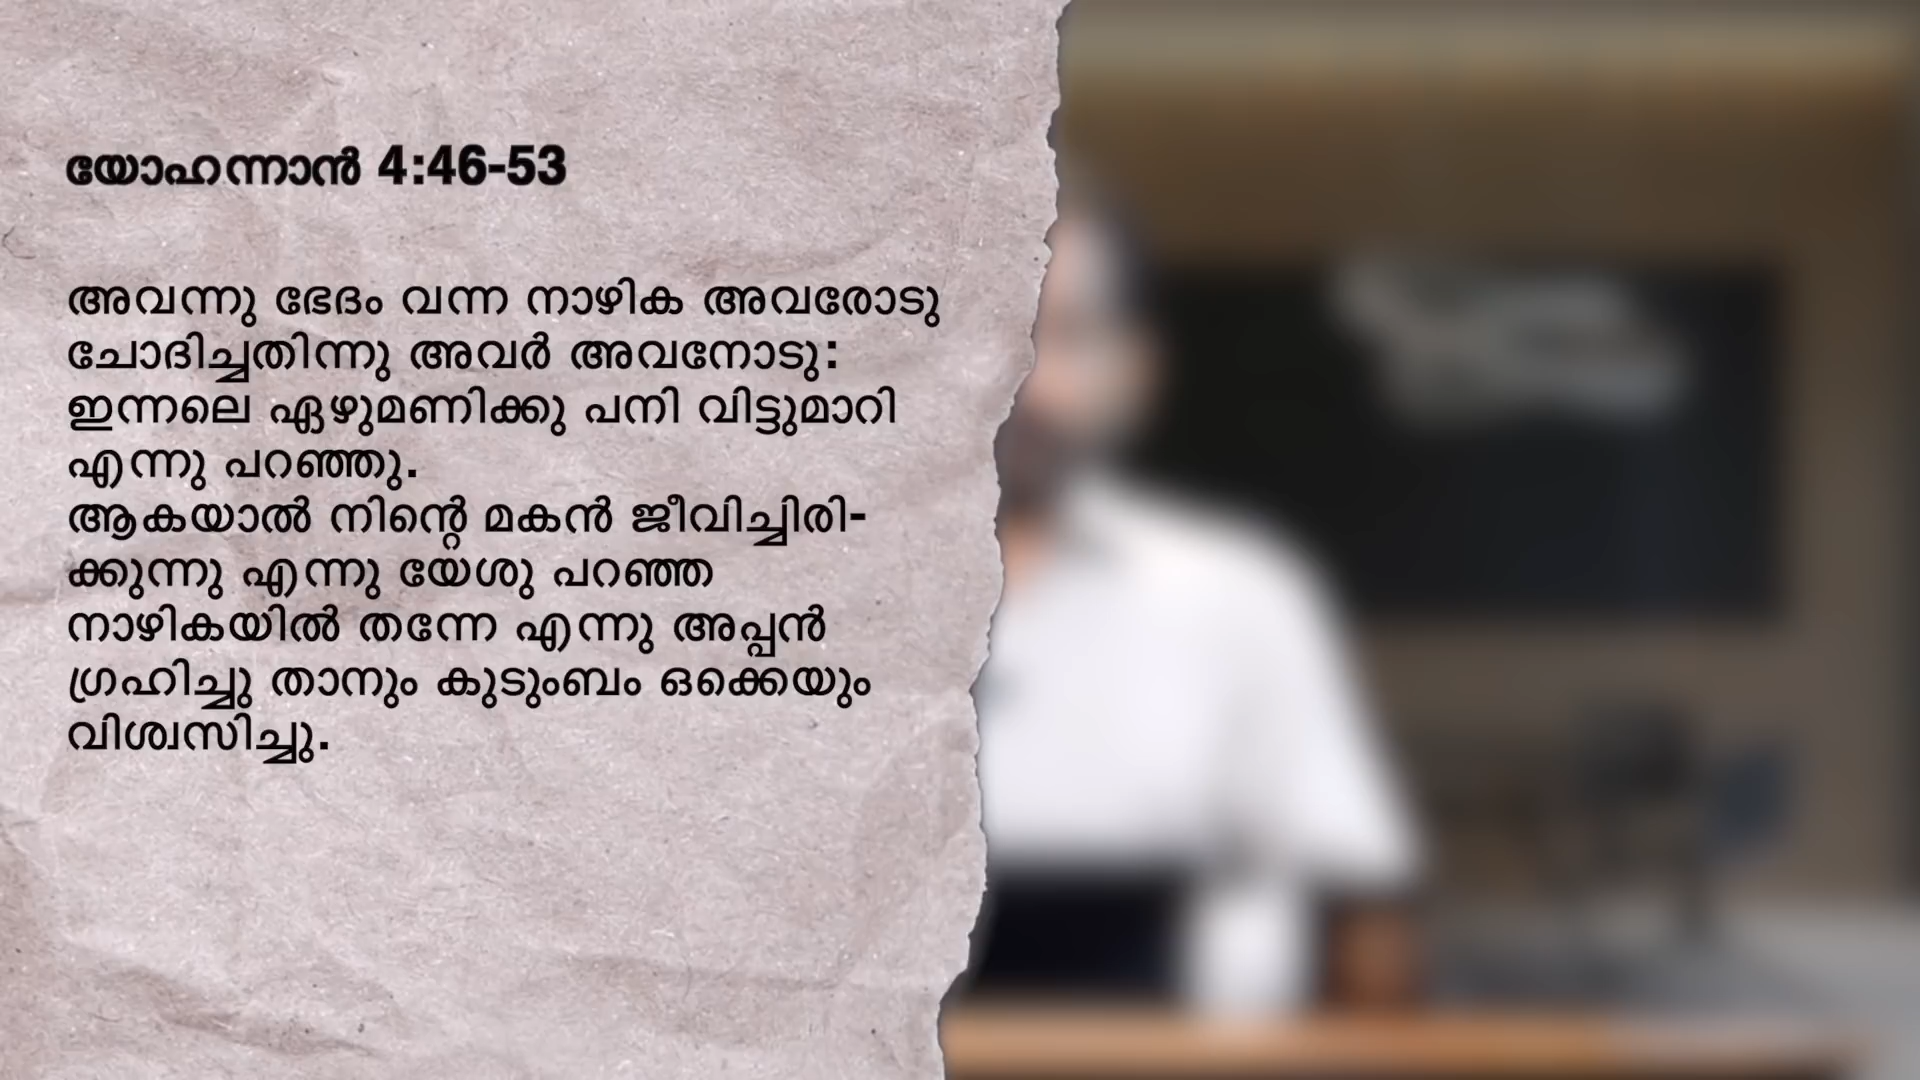 യോഹന്നാൻ 4:46-53
അവന്നു ഭേദം വന്ന നാഴിക അവരോടു
ചോദിച്ചതിന്നു അവർ അവനോടു:
ഇന്നലെ ഏഴുമണിക്കു പനി വിട്ടുമാറി
എന്നു പറഞ്ഞു.
ആകയാൽ നിന്റെ മകൻ ജീവിച്ചിരി-
ക്കുന്നു എന്നു യേശു പറഞ്ഞ
നാഴികയിൽ തന്നേ എന്നു അപ്പൻ
ഗ്രഹിച്ചു താനും കുടുംബം ഒക്കെയും
വിശ്വസിച്ചു.